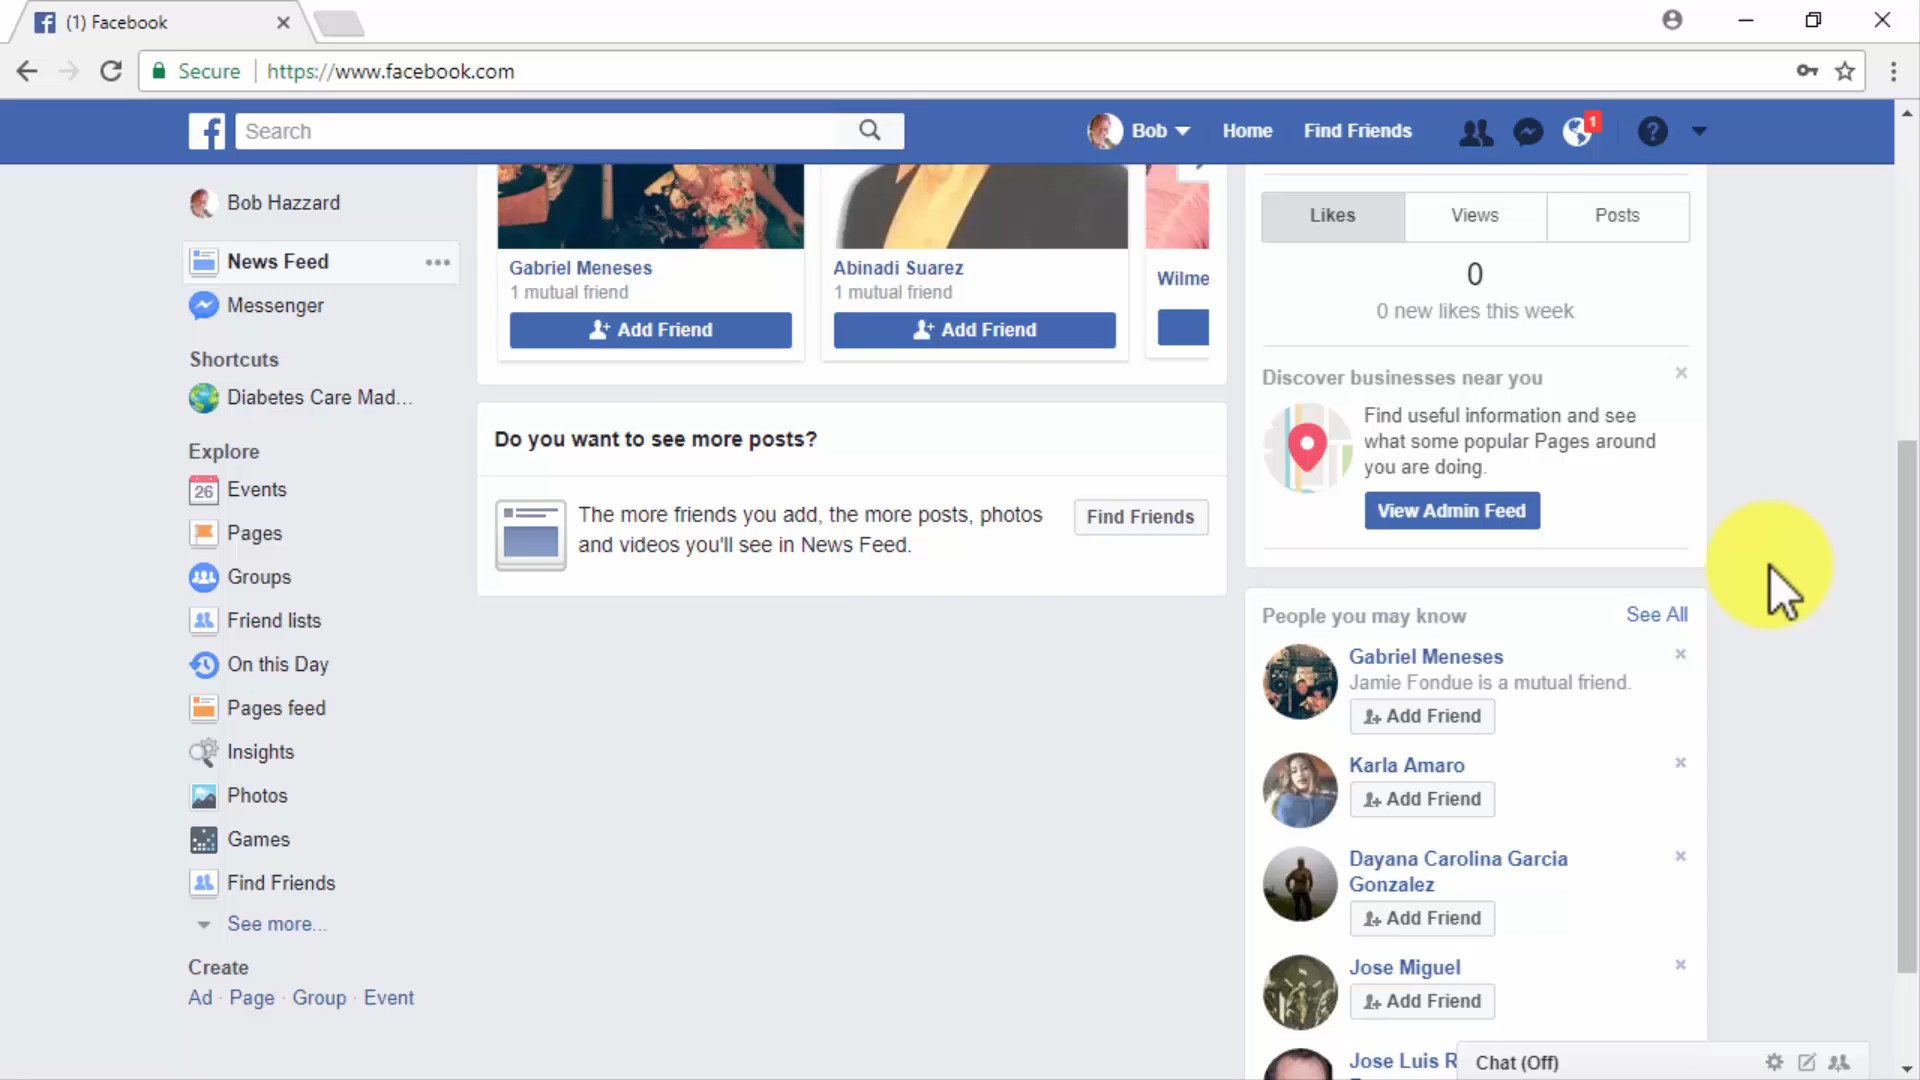 (1) Facebook
Secure
https://www.facebook.com
Search
Bob
Home
Find Friends
1
Bob Hazzard
News Feed
Messenger
Shortcuts
Diabetes Care Mad...
Explore
26
Events
Pages
Groups
Friend lists
On this Day
Pages feed
Insights
Photos
Games
Find Friends
See more...
Create
Ad · Page · Group · Event
Gabriel Meneses
1 mutual friend
Add Friend
Abinadi Suarez
1 mutual friend
Add Friend
Wilme
Do you want to see more posts?
The more friends you add, the more posts, photos
and videos you'll see in News Feed.
Find Friends
Likes
Views
Posts
0
0 new likes this week
Discover businesses near you
Find useful information and see
what some popular Pages around
you are doing.
View Admin Feed
People you may know
See All
Gabriel Meneses
Jamie Fondue is a mutual friend.
Add Friend
Karla Amaro
Add Friend
Dayana Carolina Garcia
Gonzalez
Add Friend
Jose Miguel
Add Friend
Jose Luis R
Chat (Off)